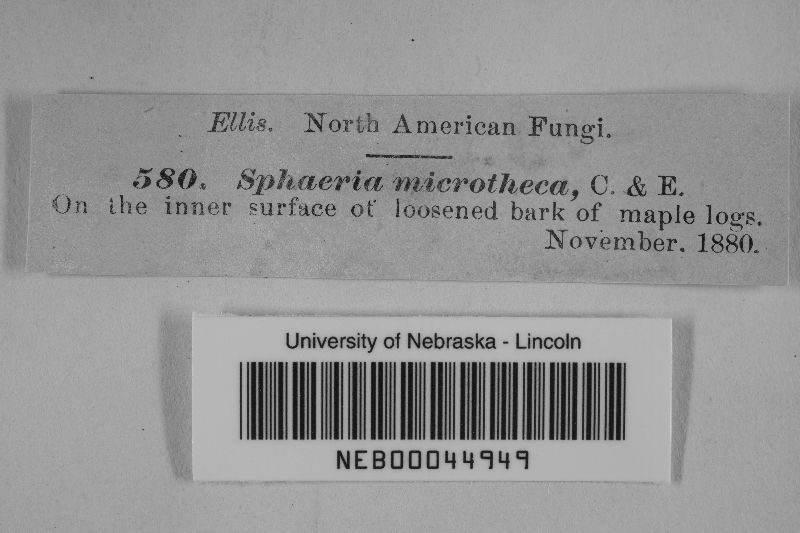 Ellis. North American Fungi.
580. Sphaeria microtheca, C. & E.
On the inner surface of loosened bark of maple logs.
November. 1880.
University of Nebraska - Lincoln
NEB00044949